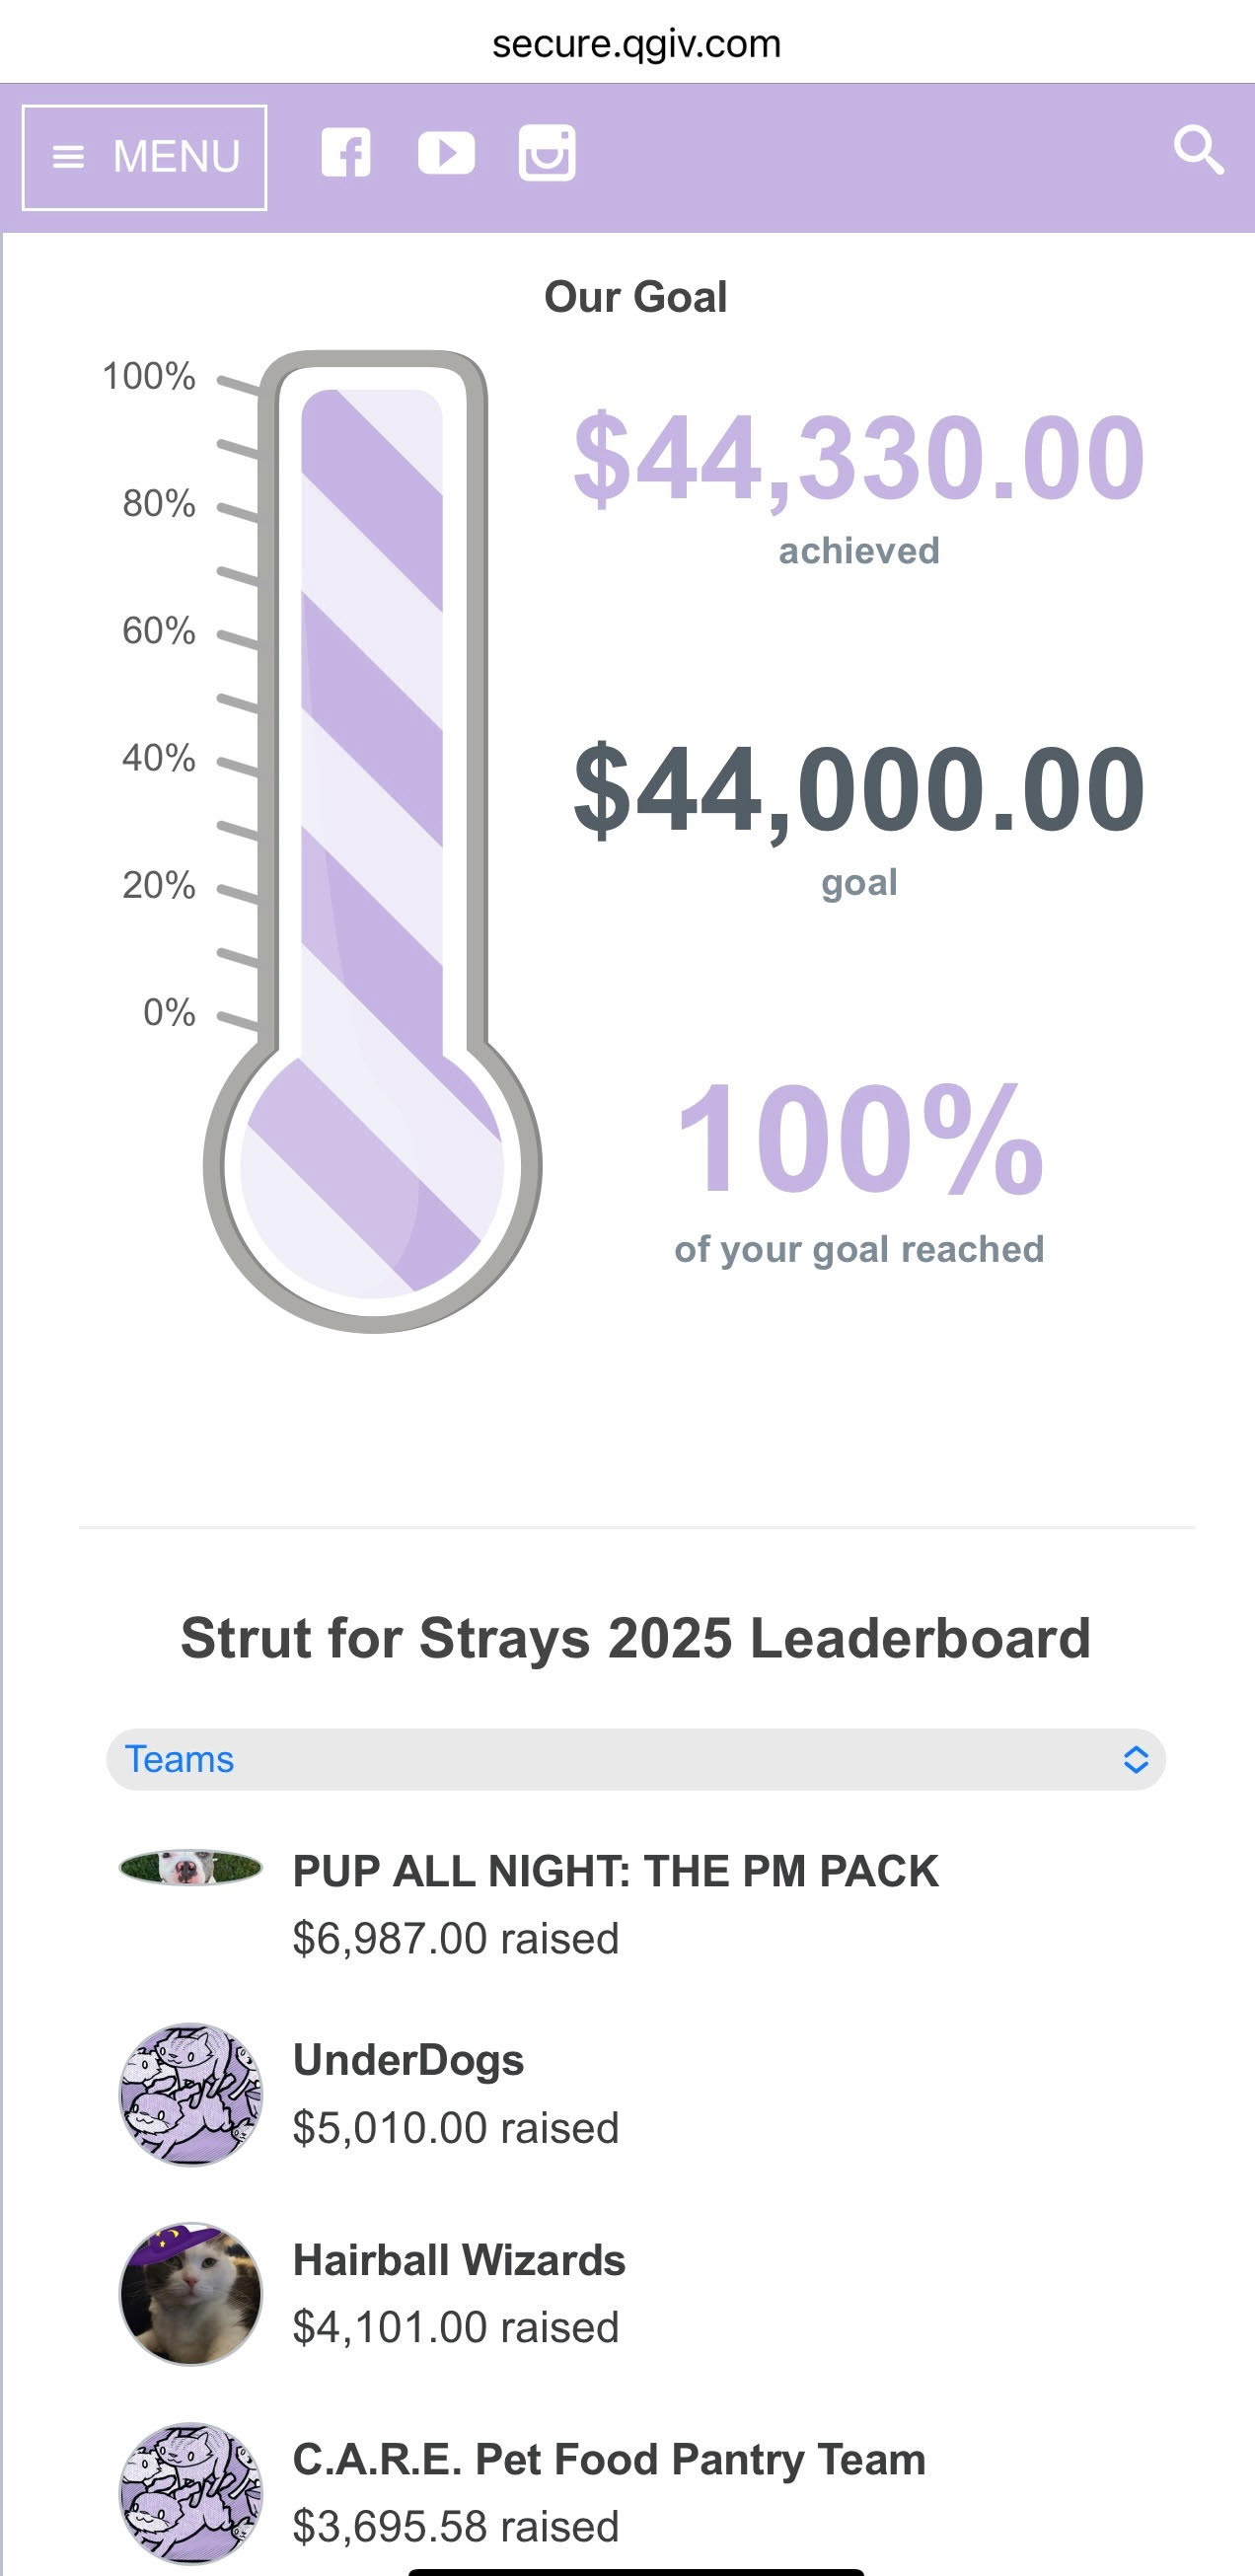 secure.qgiv.com
MENU
Our Goal
100%
80%
60%
40%
20%
0%
$44,330.00
achieved
$44,000.00
goal
100%
of your goal reached
Strut for Strays 2025 Leaderboard
Teams
PUP ALL NIGHT: THE PM PACK
$6,987.00 raised
UnderDogs
$5,010.00 raised
Hairball Wizards
$4,101.00 raised
C.A.R.E. Pet Food Pantry Team
$3,695.58 raised